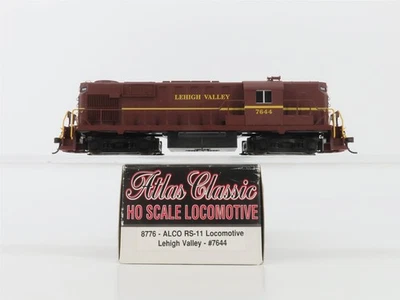 LEHIGH VALLEY
7644
Atlas Classic
HO SCALE LOCOMOTIVE
8776 - ALCO RS-11 Locomotive
Lehigh Valley - #7644